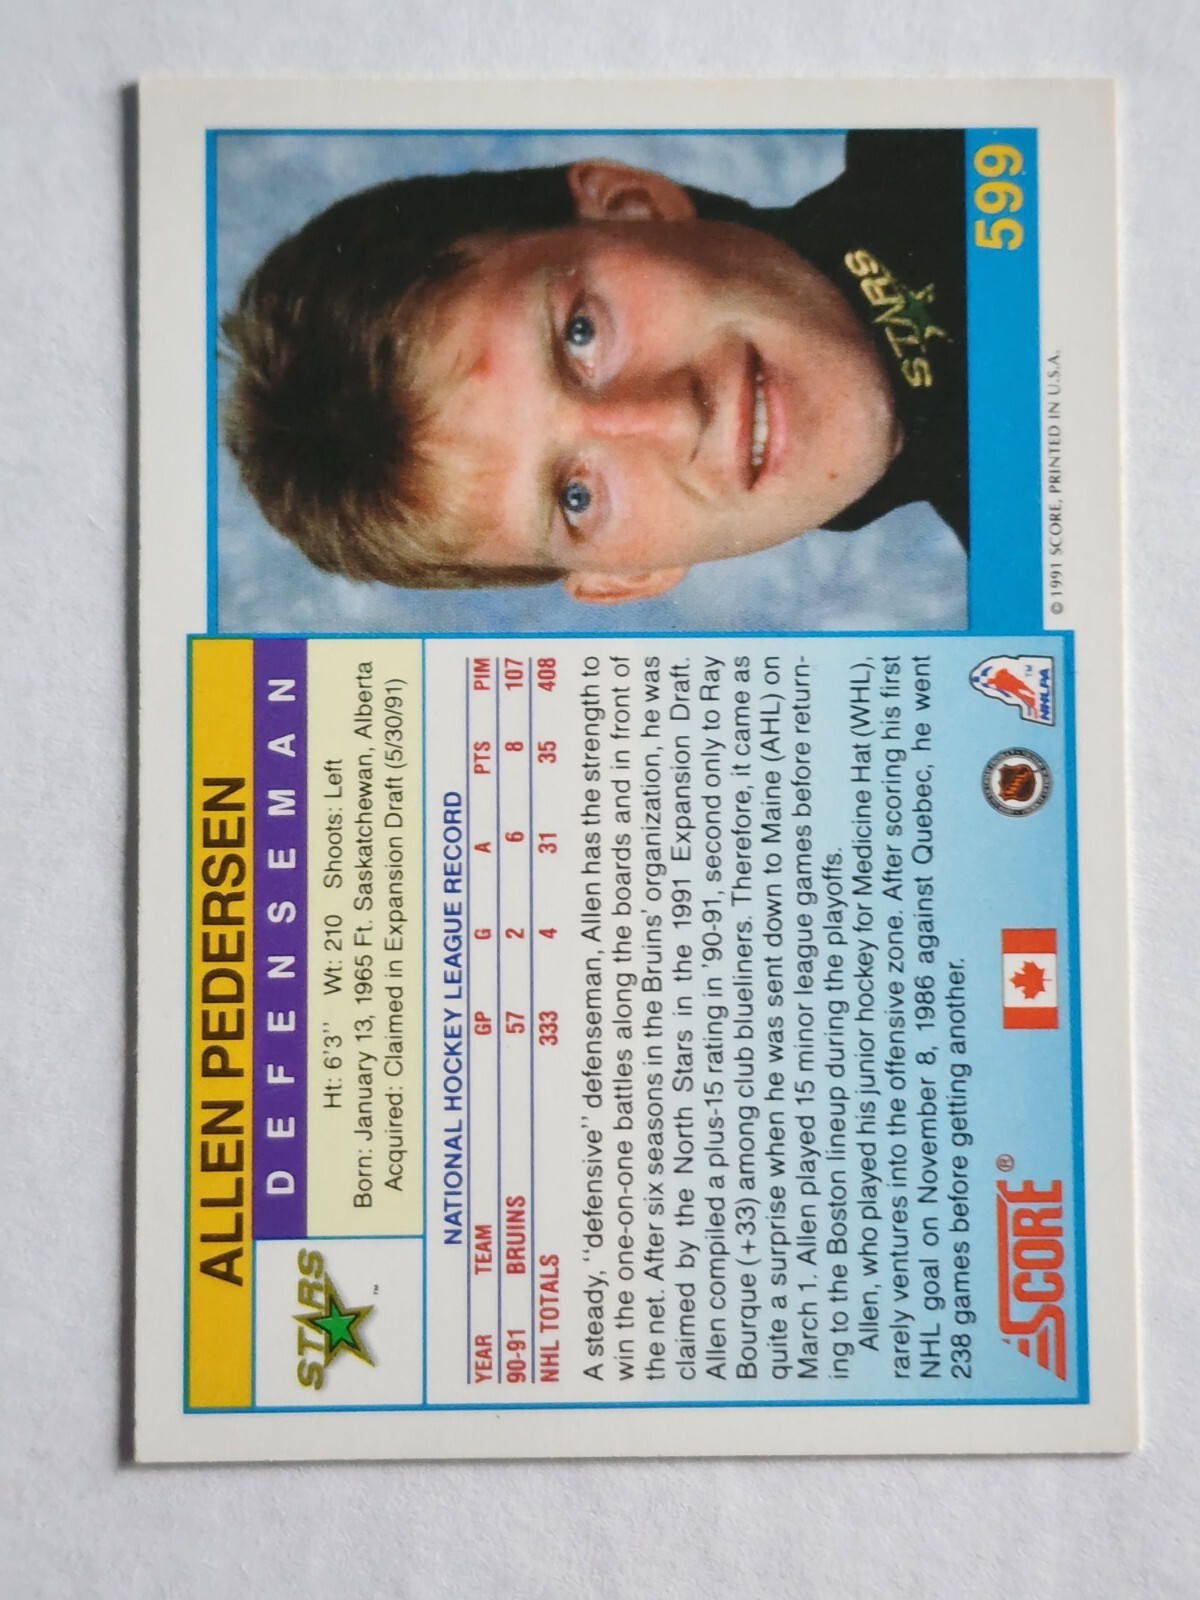 ALLEN PEDERSEN
DEFENSEMAN
STARS
™
Ht: 6'3" Wt: 210 Shoots: Left
Born: January 13, 1965 Ft. Saskatchewan, Alberta
Acquired: Claimed in Expansion Draft (5/30/91)
NATIONAL HOCKEY LEAGUE RECORD
YEAR TEAM GP G A PTS PIM
90-91 BRUINS 57 2 6 8 107
NHL TOTALS 333 4 31 35 408
A steady, "defensive" defenseman, Allen has the strength to
win the one-on-one battles along the boards and in front of
the net. After six seasons in the Bruins' organization, he was
claimed by the North Stars in the 1991 Expansion Draft.
Allen compiled a plus-15 rating in '90-91, second only to Ray
Bourque (+33) among club blueliners. Therefore, it came as
quite a surprise when he was sent down to Maine (AHL) on
March 1. Allen played 15 minor league games before return-
ing to the Boston lineup during the playoffs.
Allen, who played his junior hockey for Medicine Hat (WHL),
rarely ventures into the offensive zone. After scoring his first
NHL goal on November 8, 1986 against Quebec, he went
238 games before getting another.
SCORE®
NHL
NHLPA
™
STARS
599
© 1991 SCORE, PRINTED IN U.S.A.